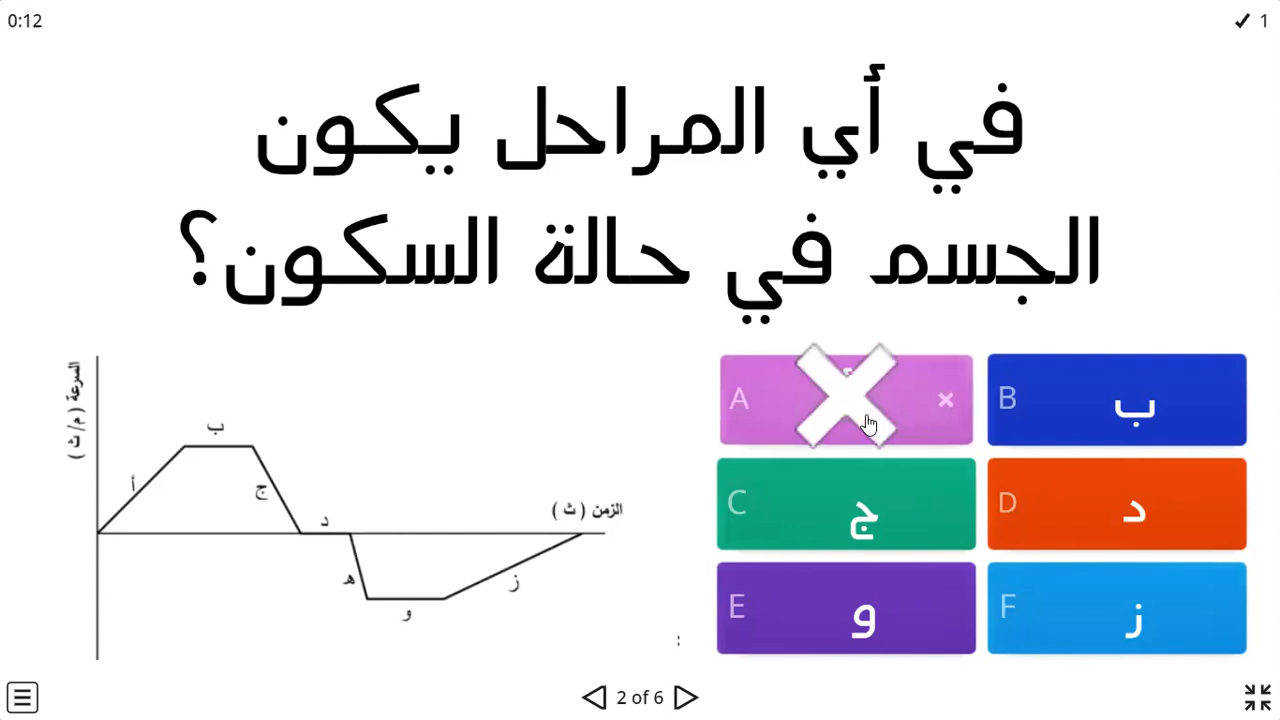 0:12
1
في أي المراحل يكون
الجسم في حالة السكون؟
السرعة ( م/ ث )
ب
أ
ج
د
الزمن ( ث )
هـ
ز
و
:
A
B ب
C ج
D د
E و
F ز
2 of 6